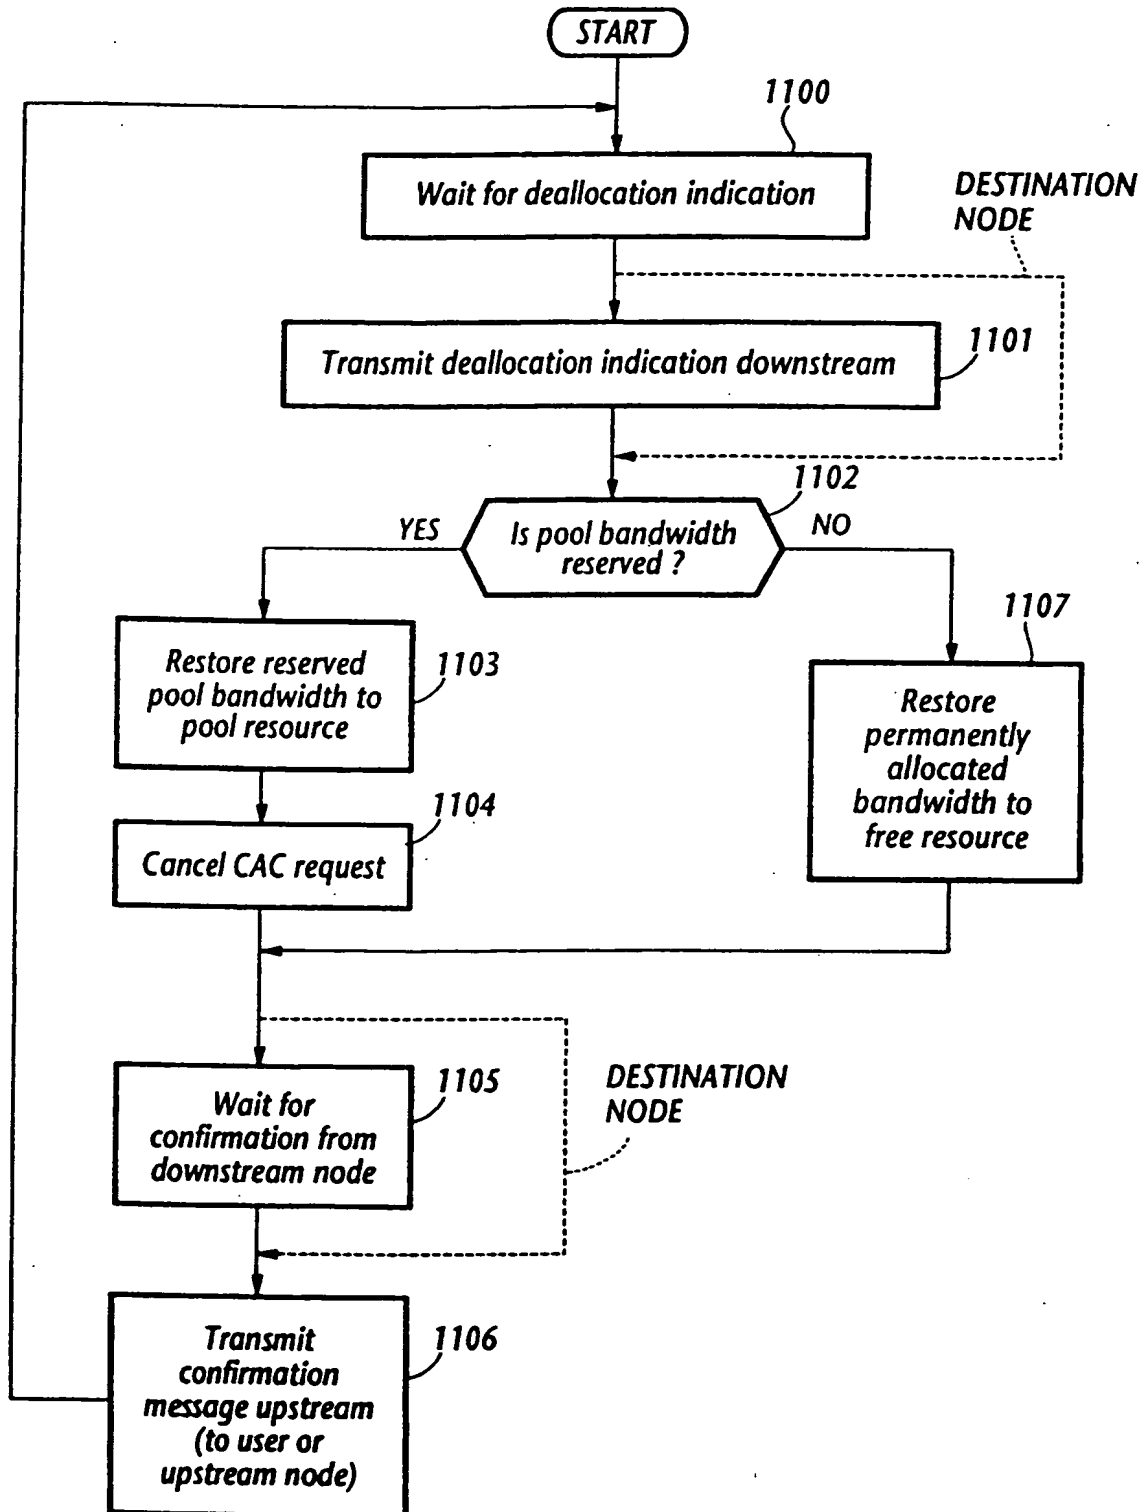 START
1100
Wait for deallocation indication
DESTINATION
NODE
Transmit deallocation indication downstream
1101
1102
YES
Is pool bandwidth
reserved ?
NO
1107
Restore reserved
pool bandwidth to
pool resource
1103
Restore
permanently
allocated
bandwidth to
free resource
1104
Cancel CAC request
1105
Wait for
confirmation from
downstream node
DESTINATION
NODE
1106
Transmit
confirmation
message upstream
(to user or
upstream node)